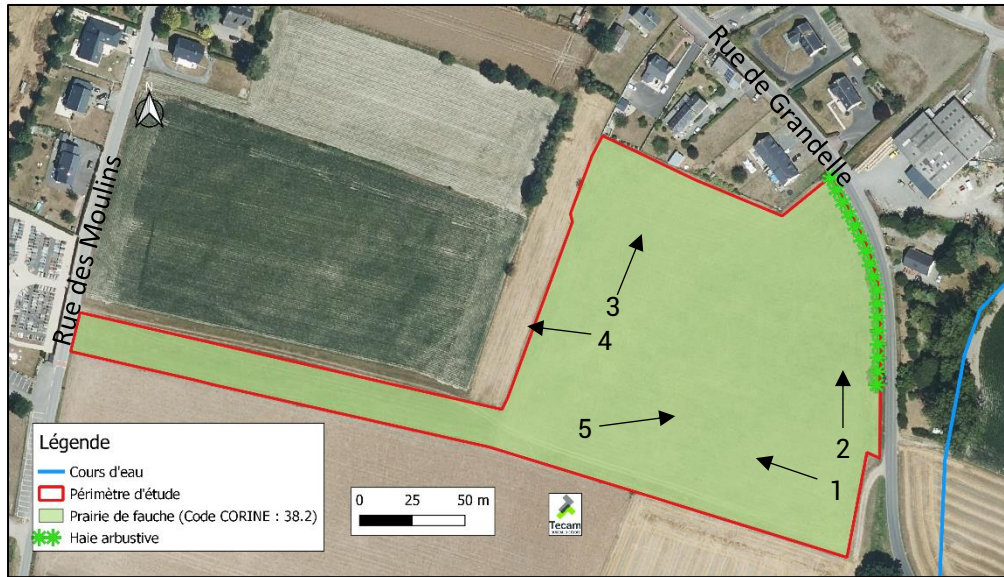 Rue de Grandelle
Rue des Moulins
3
4
5
2
1
Légende
Cours d'eau
Périmètre d'étude
Prairie de fauche (Code CORINE : 38.2)
Haie arbustive
0 25 50 m
Tecam